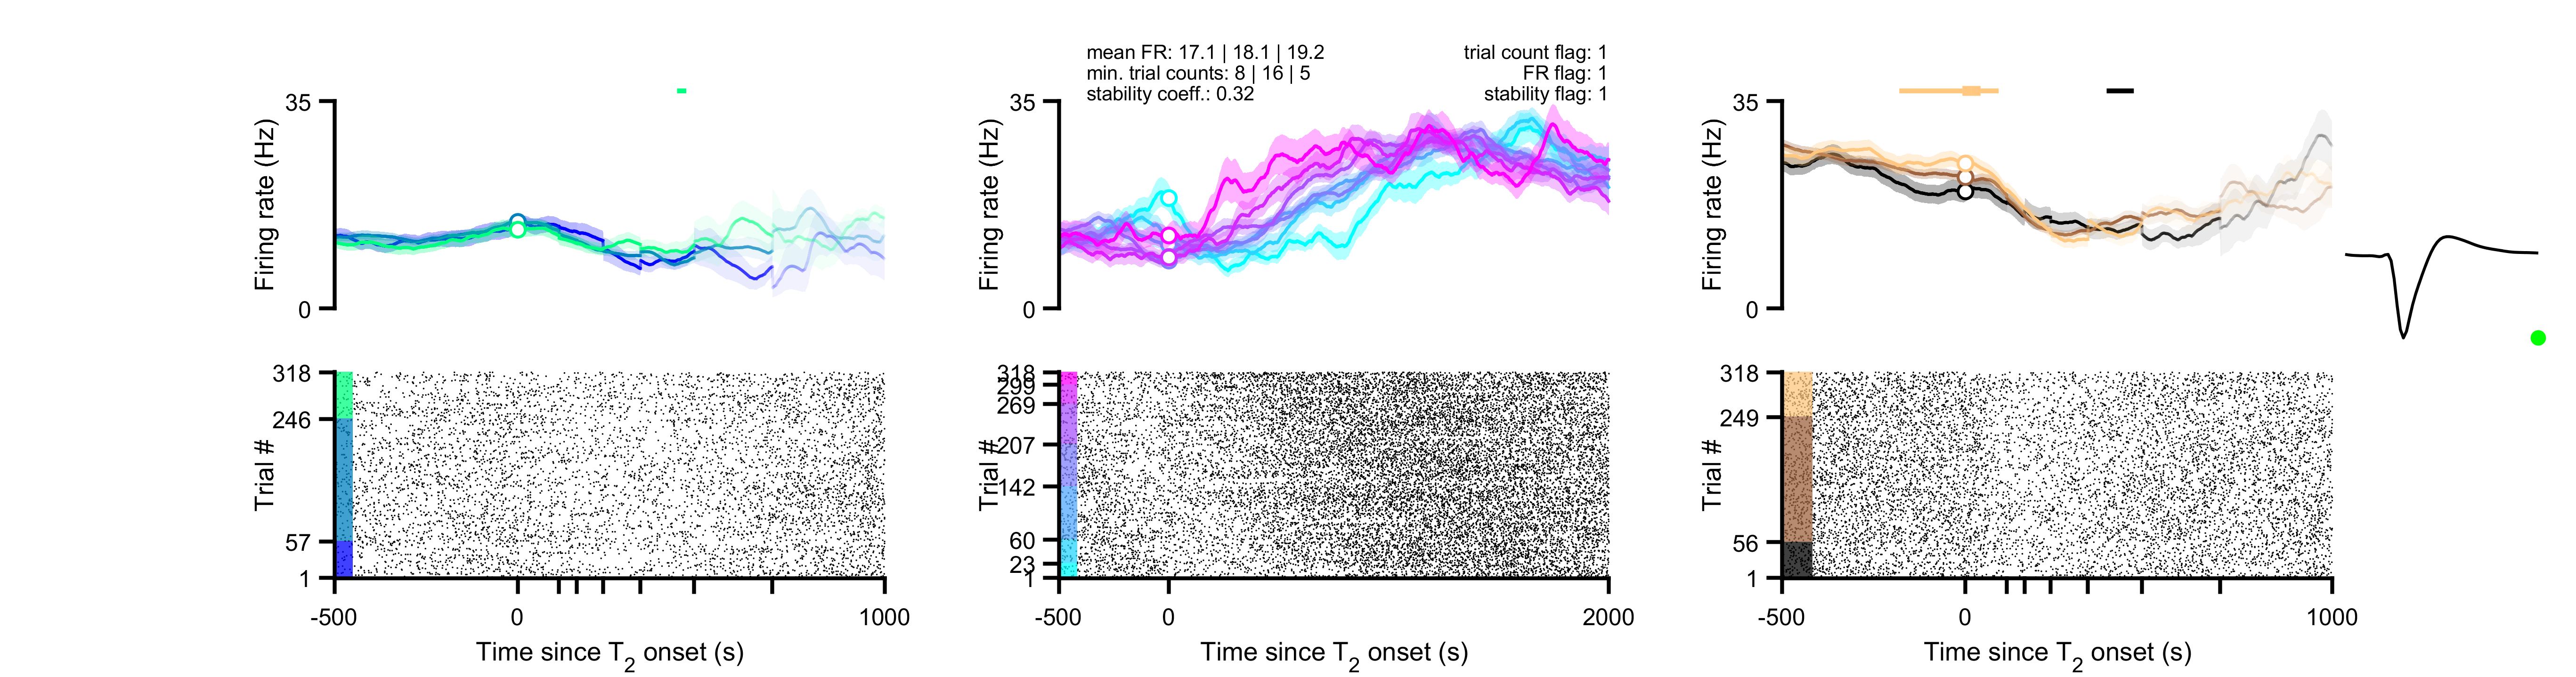 mean FR: 17.1 | 18.1 | 19.2
min. trial counts: 8 | 16 | 5
stability coeff.: 0.32
trial count flag: 1
FR flag: 1
stability flag: 1
35
0
Firing rate (Hz)
35
0
Firing rate (Hz)
35
0
Firing rate (Hz)
318
246
57
1
Trial #
-500
0
1000
Time since T2 onset (s)
318
299
269
207
142
60
23
1
Trial #
-500
0
2000
Time since T2 onset (s)
318
249
56
1
Trial #
-500
0
1000
Time since T2 onset (s)